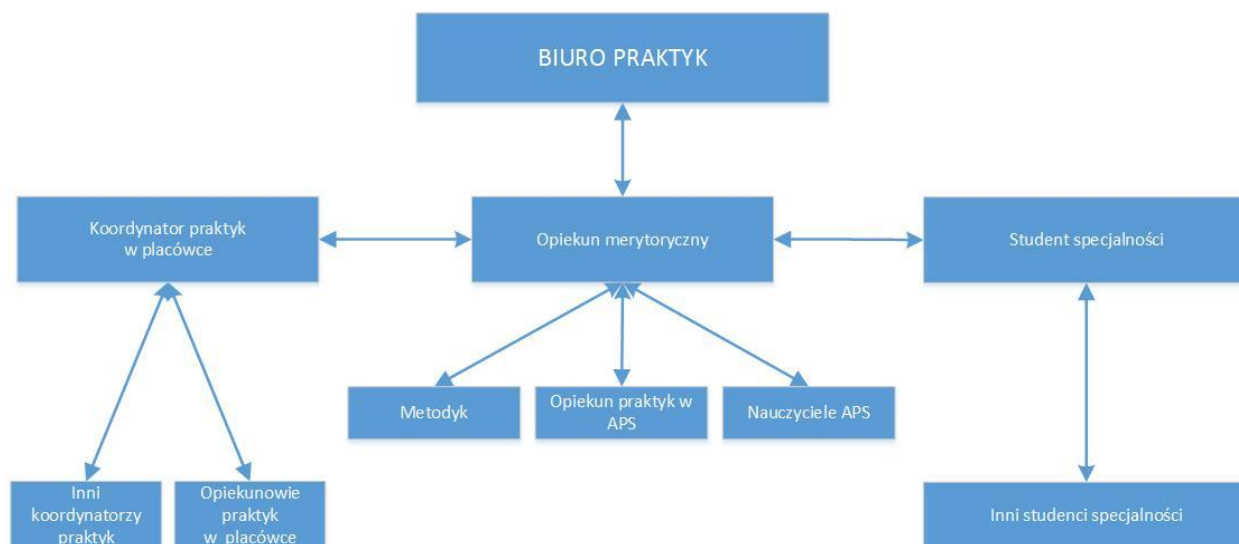 BIURO PRAKTYK
Koordynator praktyk
w placówce
Opiekun merytoryczny
Student specjalności
Metodyk
Opiekun praktyk w
APS
Nauczyciele APS
Inni
koordynatorzy
praktyk
Opiekunowie
praktyk
w placówce
Inni studenci specjalności